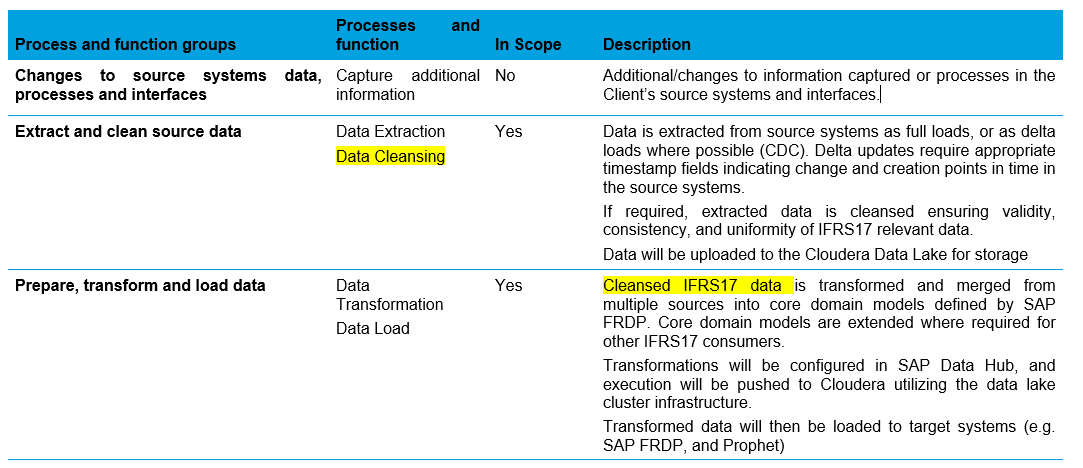 Process and function groups
Processes and function
In Scope
Description
Changes to source systems data,
processes and interfaces
Capture additional
information
No
Additional/changes to information captured or processes in the
Client's source systems and interfaces.
Extract and clean source data
Data Extraction
Data Cleansing
Yes
Data is extracted from source systems as full loads, or as delta
loads where possible (CDC). Delta updates require appropriate
timestamp fields indicating change and creation points in time in
the source systems.
If required, extracted data is cleansed ensuring validity,
consistency, and uniformity of IFRS17 relevant data.
Data will be uploaded to the Cloudera Data Lake for storage
Prepare, transform and load data
Data
Transformation
Data Load
Yes
Cleansed IFRS17 data is transformed and merged from
multiple sources into core domain models defined by SAP
FRDP. Core domain models are extended where required for
other IFRS17 consumers.
Transformations will be configured in SAP Data Hub, and
execution will be pushed to Cloudera utilizing the data lake
cluster infrastructure.
Transformed data will then be loaded to target systems (e.g.
SAP FRDP, and Prophet)